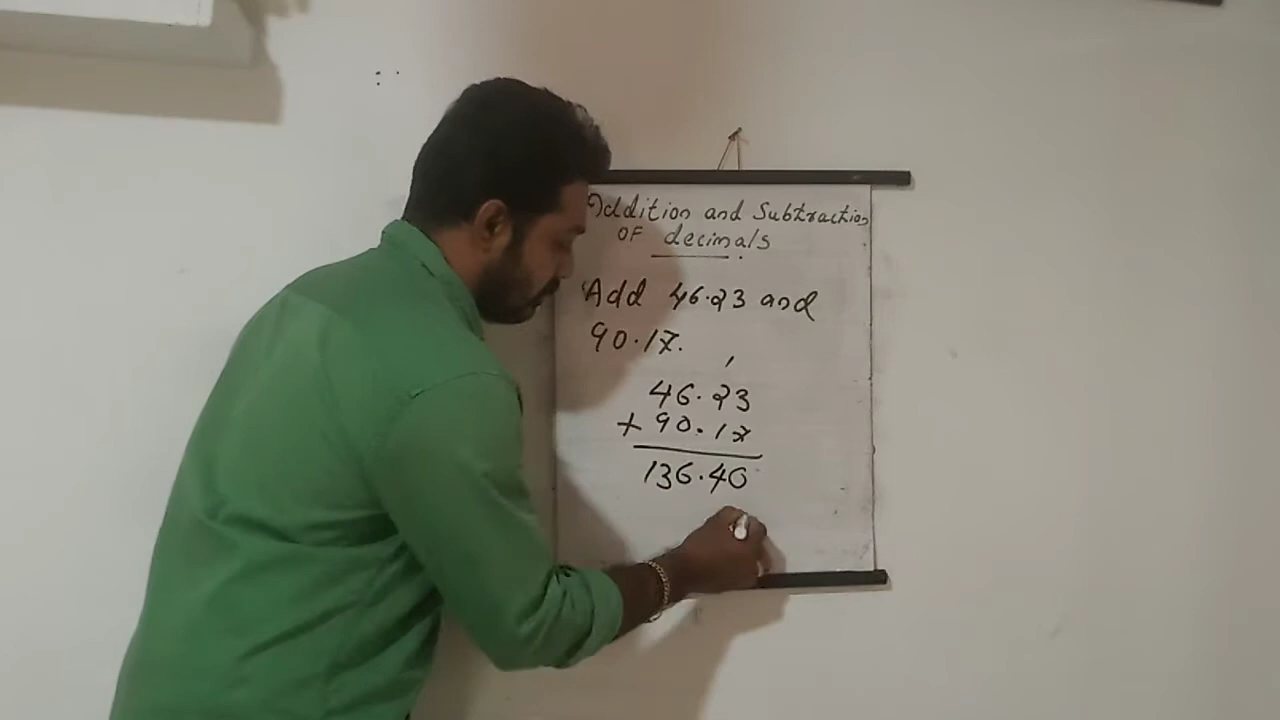 Addition and Subtraction
OF decimals
Add 46.23 and
90.17.
46.23
+ 90.17
136.40